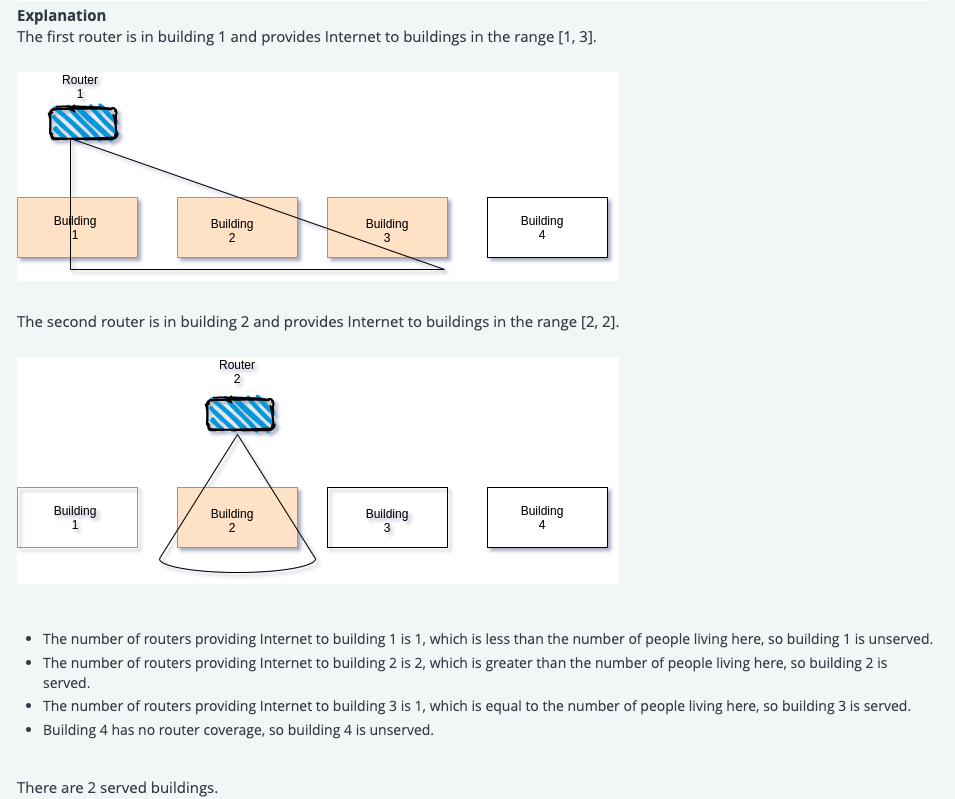 Explanation
The first router is in building 1 and provides Internet to buildings in the range [1, 3].
Router
1
Building
1
Building
2
Building
3
Building
4
The second router is in building 2 and provides Internet to buildings in the range [2, 2].
Router
2
Building
1
Building
2
Building
3
Building
4
• The number of routers providing Internet to building 1 is 1, which is less than the number of people living here, so building 1 is unserved.
• The number of routers providing Internet to building 2 is 2, which is greater than the number of people living here, so building 2 is
served.
• The number of routers providing Internet to building 3 is 1, which is equal to the number of people living here, so building 3 is served.
• Building 4 has no router coverage, so building 4 is unserved.
There are 2 served buildings.